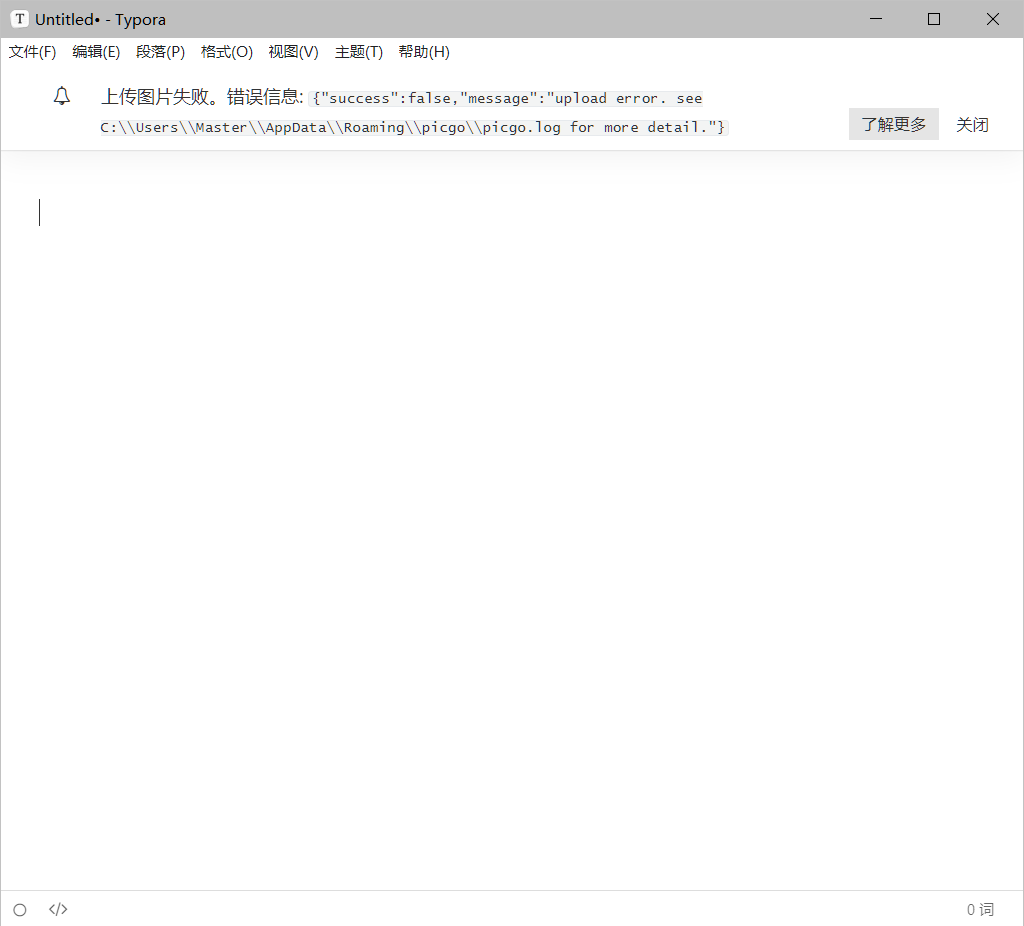 T Untitled• - Typora
文件(F) 编辑(E) 段落(P) 格式(O) 视图(V) 主题(T) 帮助(H)
上传图片失败。错误信息: {"success":false,"message":"upload error. see
C:\\Users\\Master\\AppData\\Roaming\\picgo\\picgo.log for more detail."}
了解更多 关闭
</> 0 词